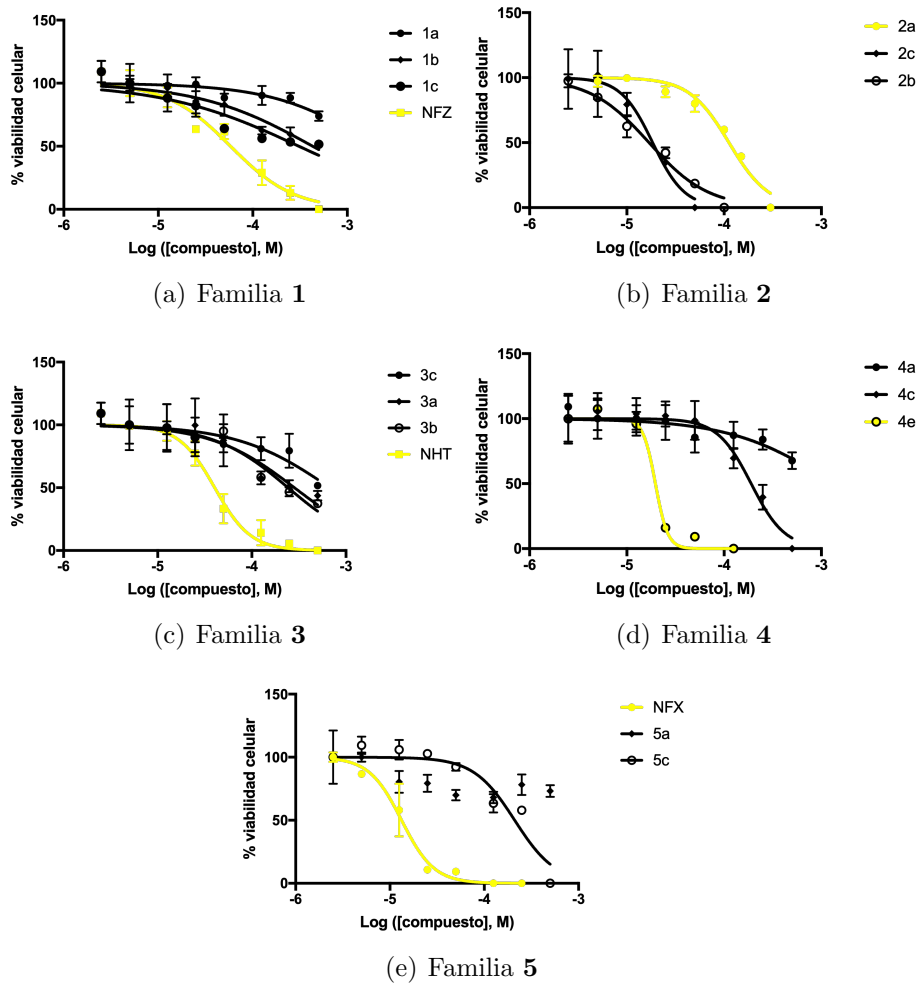 150
100
50
0
-6
-5
-4
-3
% viabilidad celular
Log ([compuesto], M)
1a
1b
1c
NFZ
(a) Familia 1
150
100
50
0
-6
-5
-4
-3
% viabilidad celular
Log ([compuesto], M)
2a
2c
2b
(b) Familia 2
150
100
50
0
-6
-5
-4
-3
% viabilidad celular
Log ([compuesto], M)
3c
3a
3b
NHT
(c) Familia 3
150
100
50
0
-6
-5
-4
-3
% viabilidad celular
Log ([compuesto], M)
4a
4c
4e
(d) Familia 4
150
100
50
0
-6
-5
-4
-3
% viabilidad celular
Log ([compuesto], M)
NFX
5a
5c
(e) Familia 5